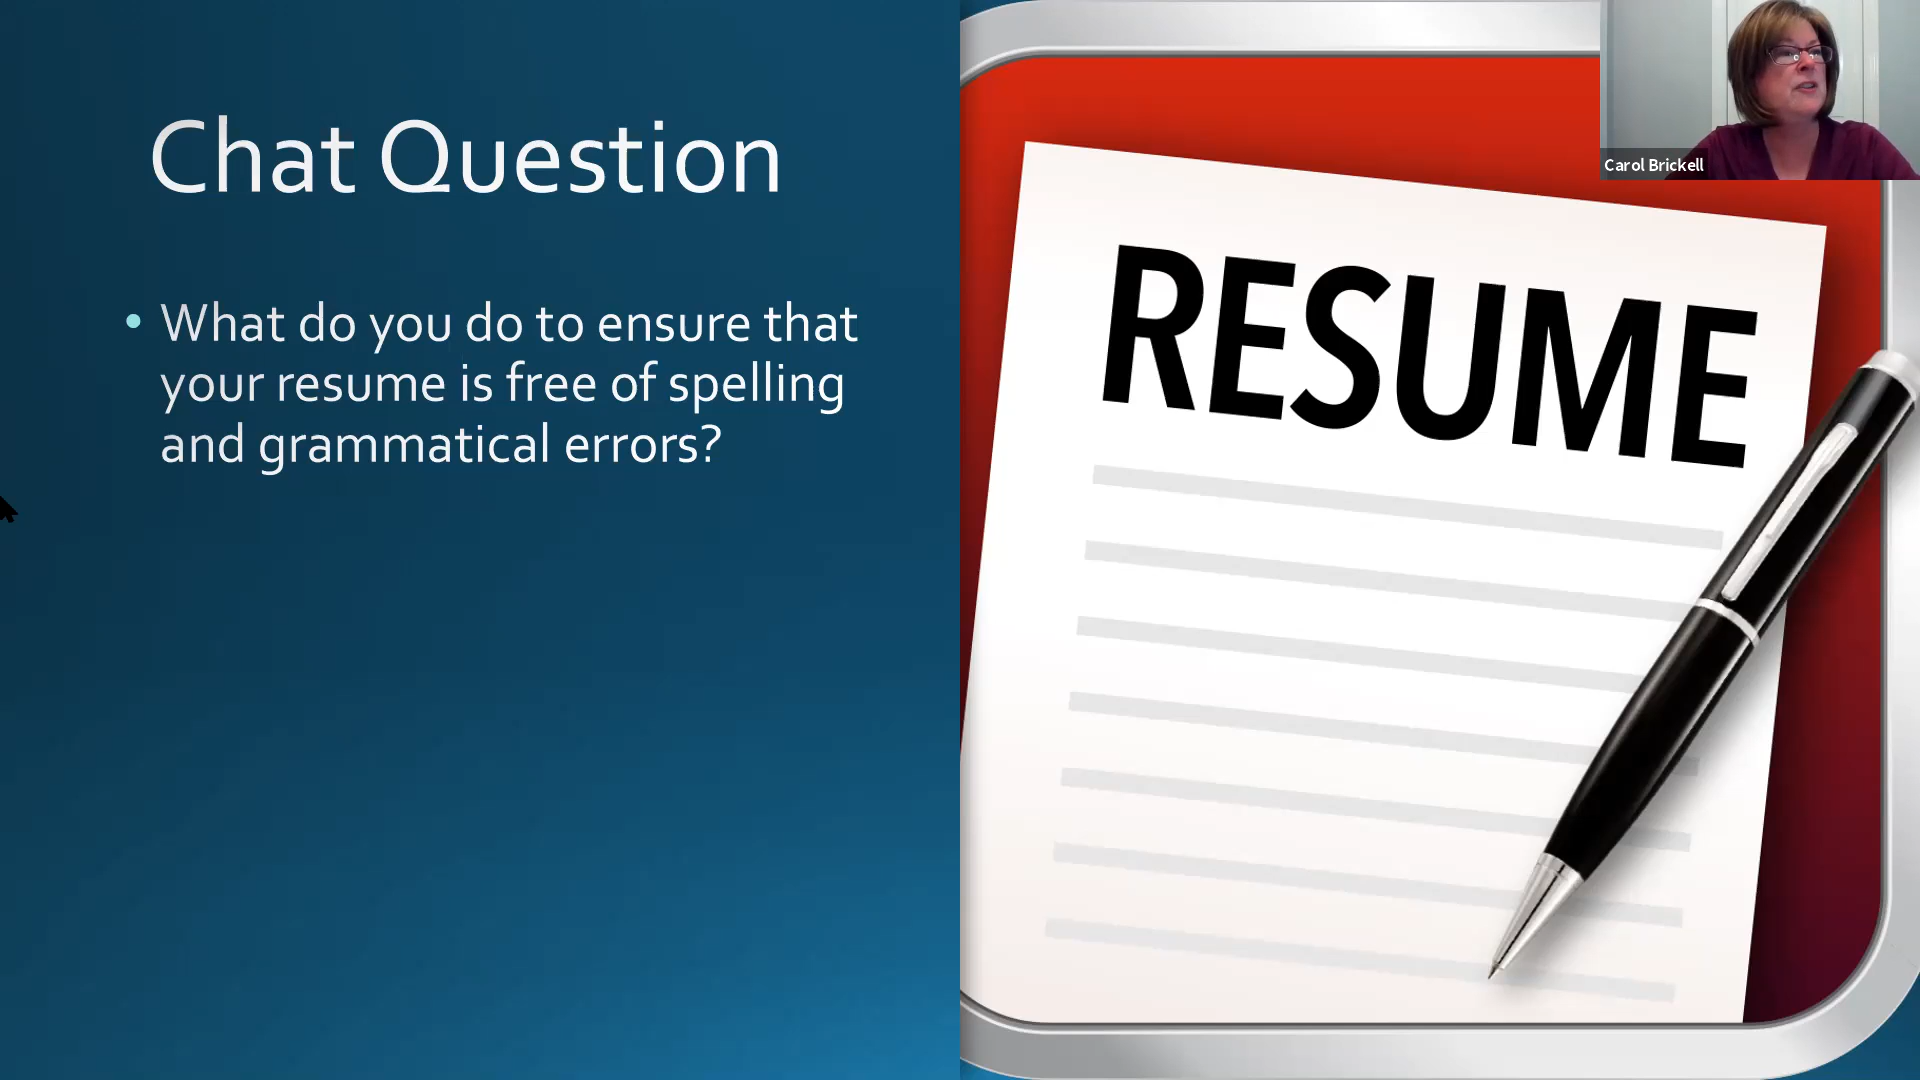 Chat Question
• What do you do to ensure that
your resume is free of spelling
and grammatical errors?
RESUME
Carol Brickell